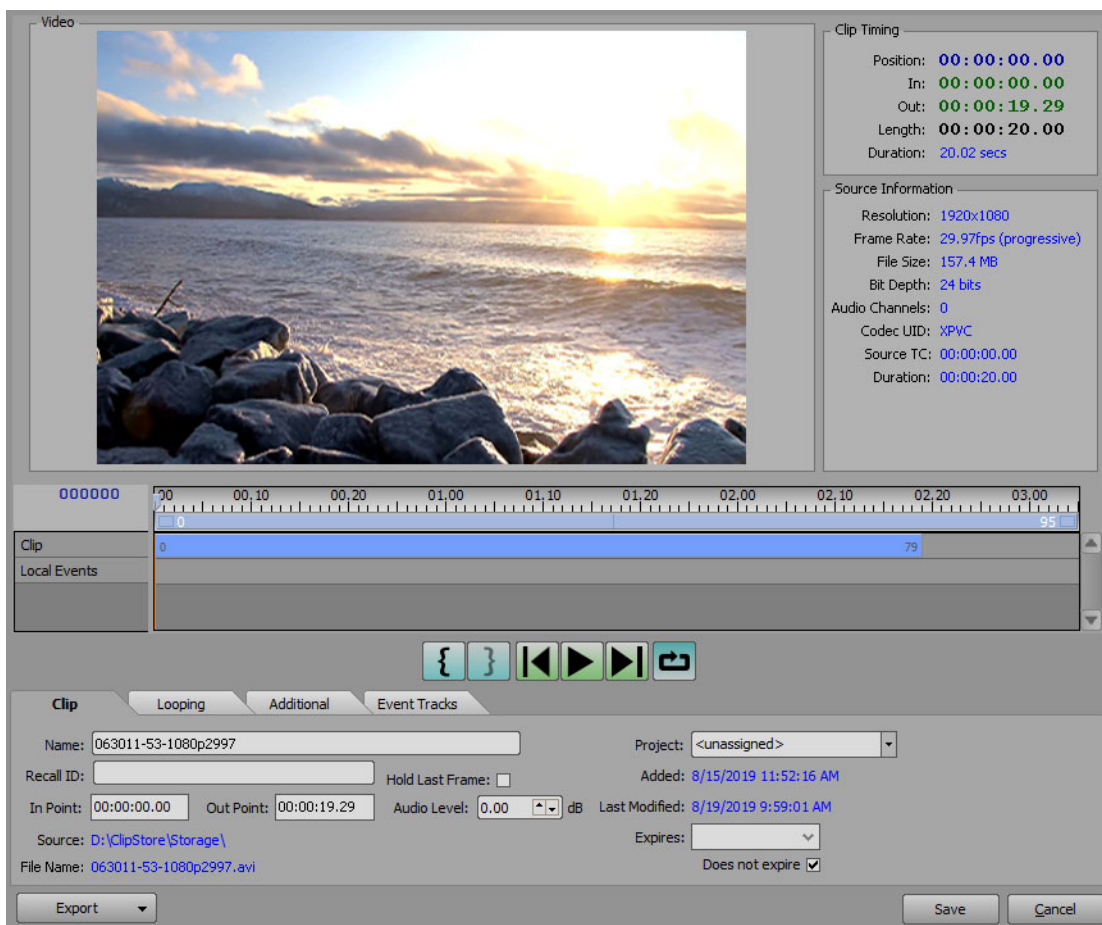 Video
Clip Timing
Position: 00:00:00.00
In: 00:00:00.00
Out: 00:00:19.29
Length: 00:00:20.00
Duration: 20.02 secs
Source Information
Resolution: 1920x1080
Frame Rate: 29.97fps (progressive)
File Size: 157.4 MB
Bit Depth: 24 bits
Audio Channels: 0
Codec UID: XPVC
Source TC: 00:00:00.00
Duration: 00:00:20.00
000000 00 00.10 00.20 01.00 01.10 01.20 02.00 02.10 02.20 03.00
0 95
Clip 0 79
Local Events
Clip Looping Additional Event Tracks
Name: 063011-53-1080p2997 Project: <unassigned>
Recall ID: Hold Last Frame: Added: 8/15/2019 11:52:16 AM
In Point: 00:00:00.00 Out Point: 00:00:19.29 Audio Level: 0.00 dB Last Modified: 8/19/2019 9:59:01 AM
Source: D:\ClipStore\Storage\ Expires:
File Name: 063011-53-1080p2997.avi Does not expire
Export Save Cancel